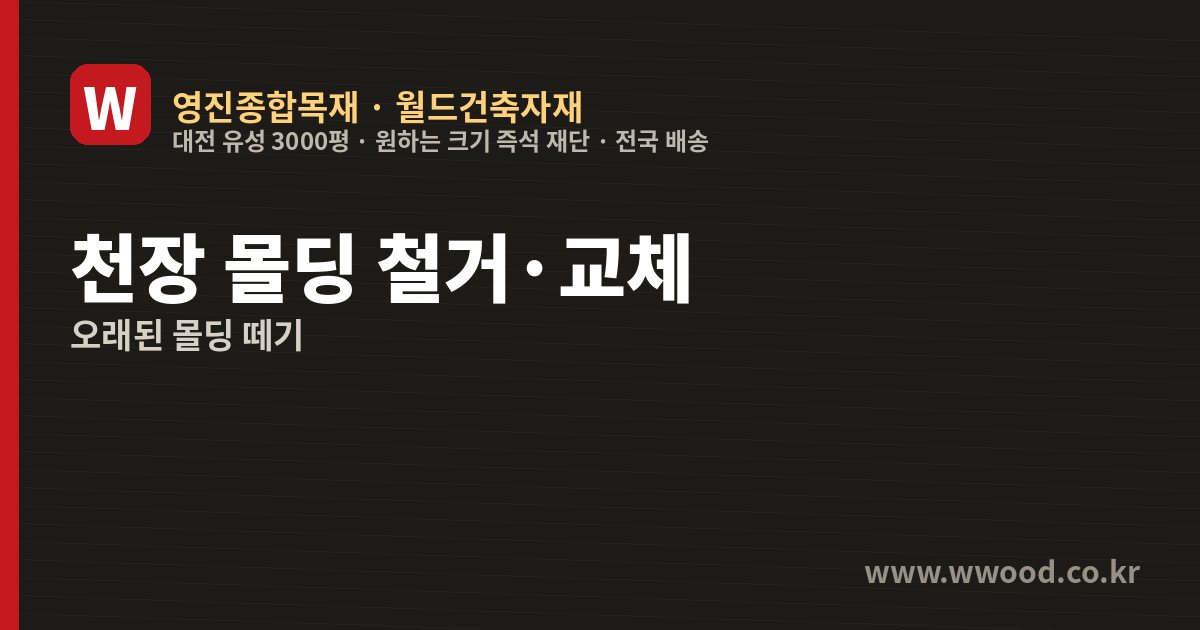 W
영진종합목재 · 월드건축자재
대전 유성 3000평 · 원하는 크기 즉석 재단 · 전국 배송
천장 몰딩 철거·교체
오래된 몰딩 떼기
www.wwood.co.kr